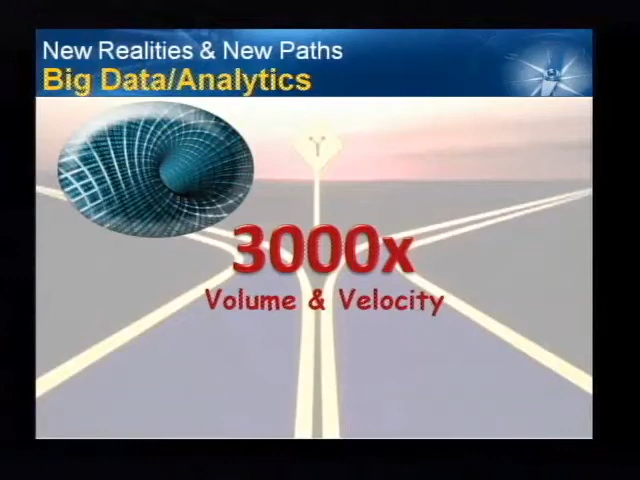 New Realities & New Paths
Big Data/Analytics
3000x
Volume & Velocity